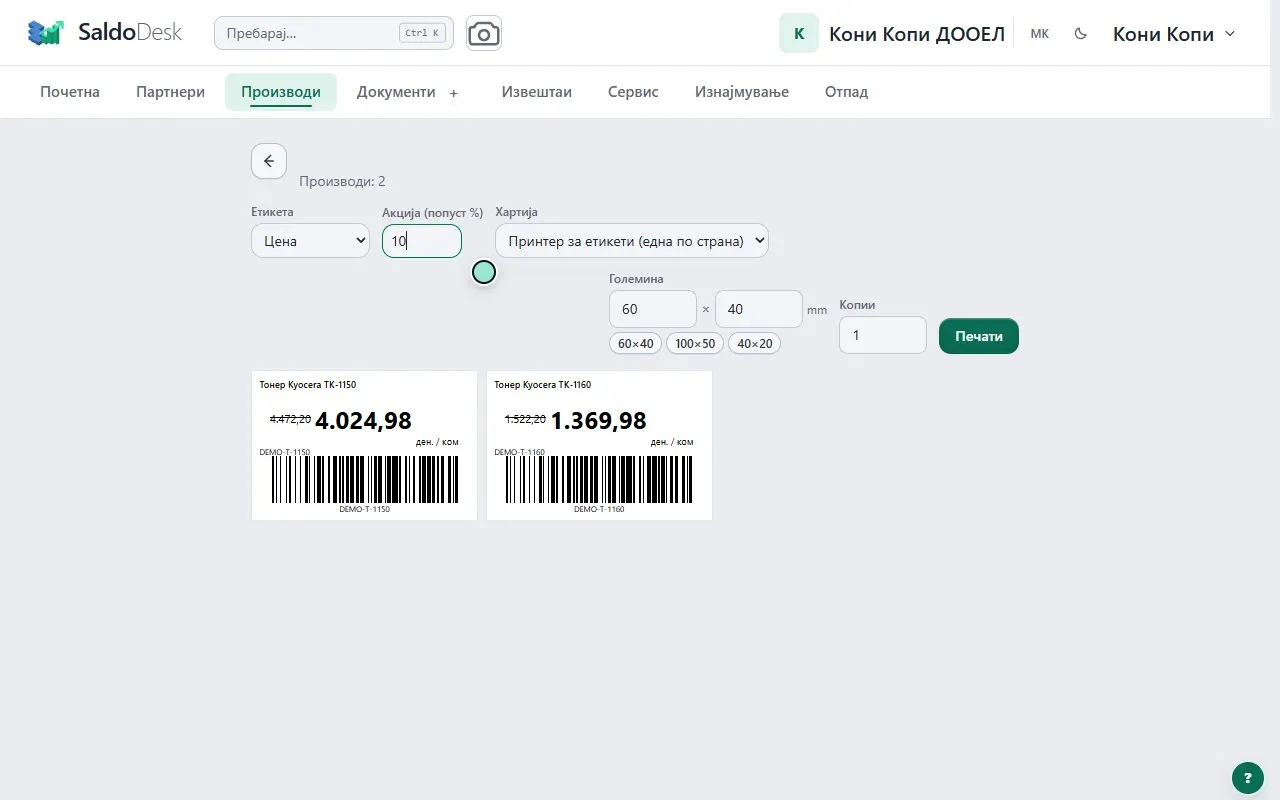 SaldoDesk
Пребарај...
Ctrl K
К
Кони Копи ДООЕЛ
МК
Кони Копи
Почетна
Партнери
Производи
Документи +
Извештаи
Сервис
Изнајмување
Отпад
Производи: 2
Етикета
Акција (попуст %)
Хартија
Цена
10
Принтер за етикети (една по страна)
Големина
60 × 40 mm
60×40
100×50
40×20
Копии
1
Печати
Тонер Kyocera TK-1150
4.472,20 4.024,98
ден. / ком
DEMO-T-1150
DEMO-T-1150
Тонер Kyocera TK-1160
1.522,20 1.369,98
ден. / ком
DEMO-T-1160
DEMO-T-1160
?